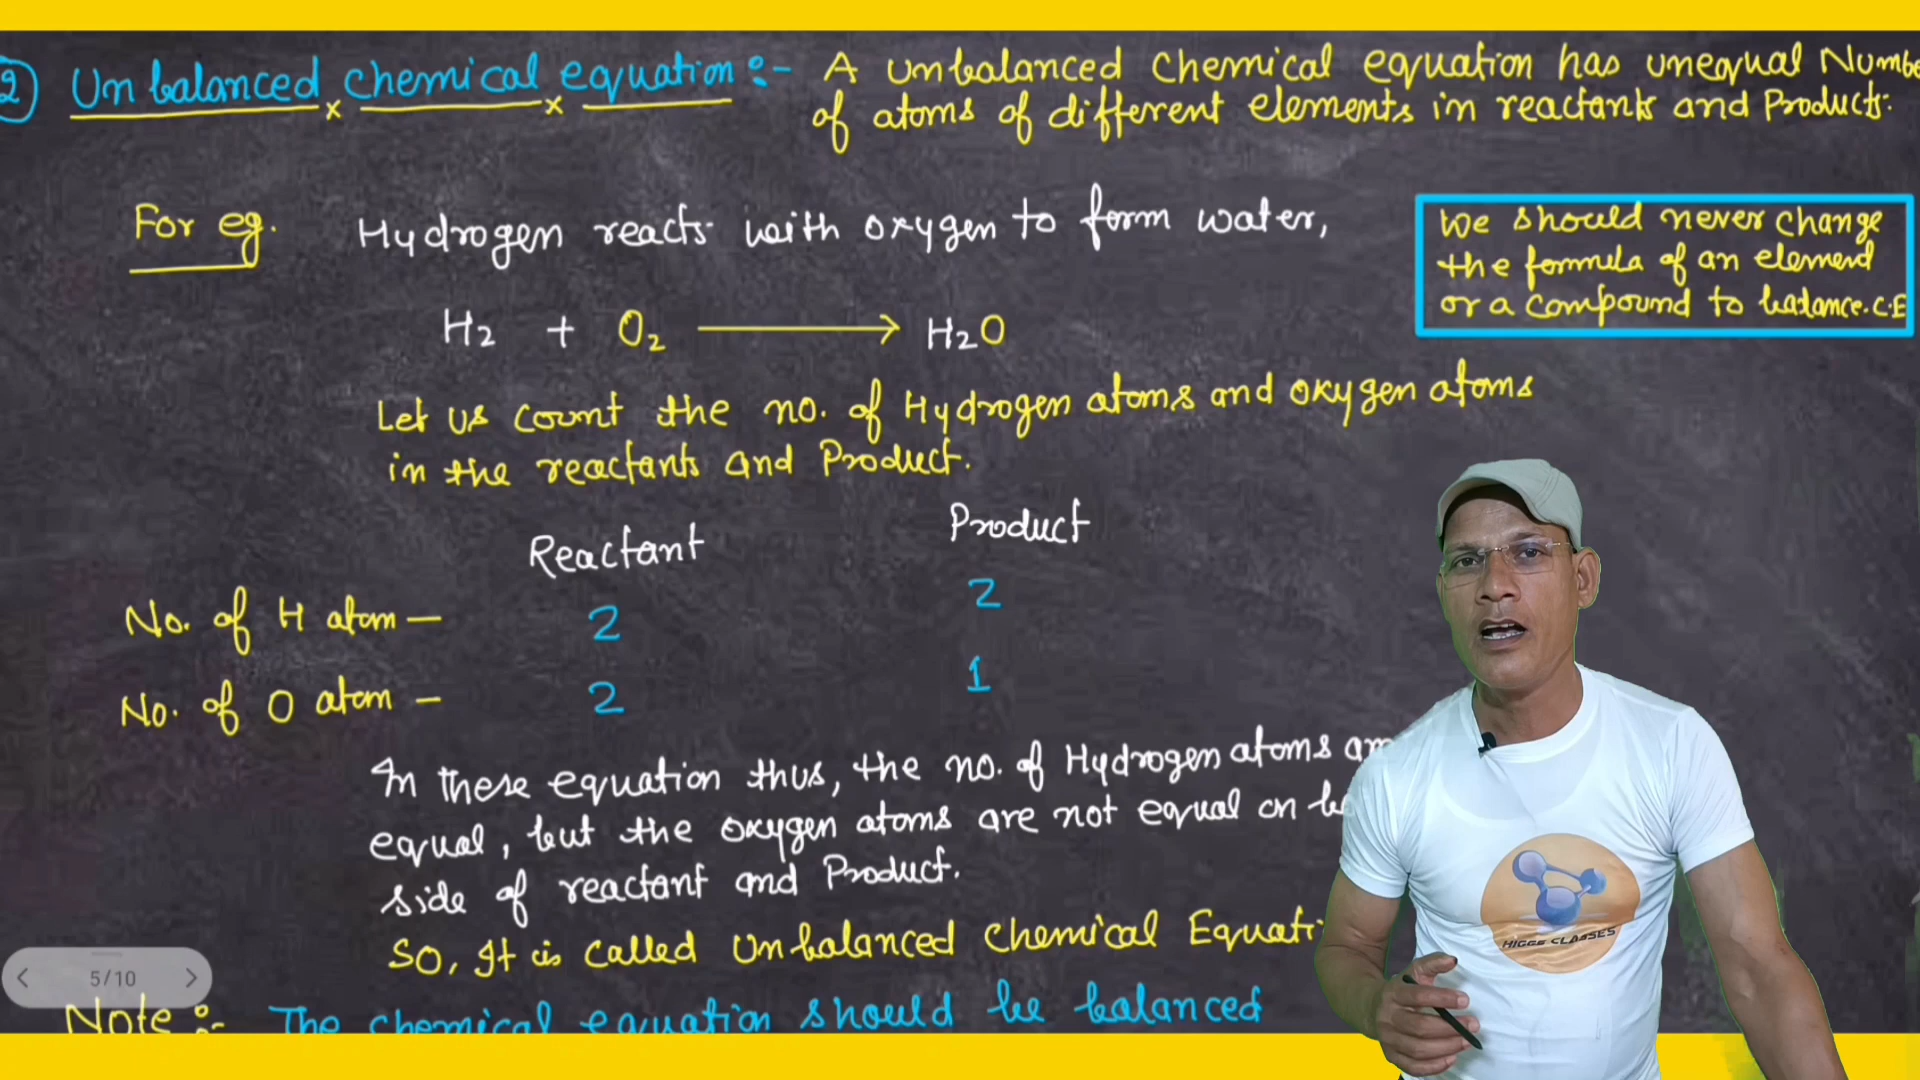 2) Unbalanced chemical equation :- A unbalanced chemical equation has unequal Numbe
of atoms of different elements in reactants and Products.
For eg. Hydrogen reacts with oxygen to form water,
We should never change
the formula of an element
or a compound to balance. C.E
H2 + O2 ⟶ H2O
Let us count the no. of Hydrogen atoms and oxygen atoms
in the reactants and Product.
Reactant Product
No. of H atom — 2 2
No. of O atom — 2 1
In these equation thus, the no. of Hydrogen atoms
equal, but the oxygen atoms are not equal on
side of reactant and Product.
So, It is called Unbalanced Chemical Equati
HIGGS CLASSES
5/10
Note :- The chemical equation should be balanced